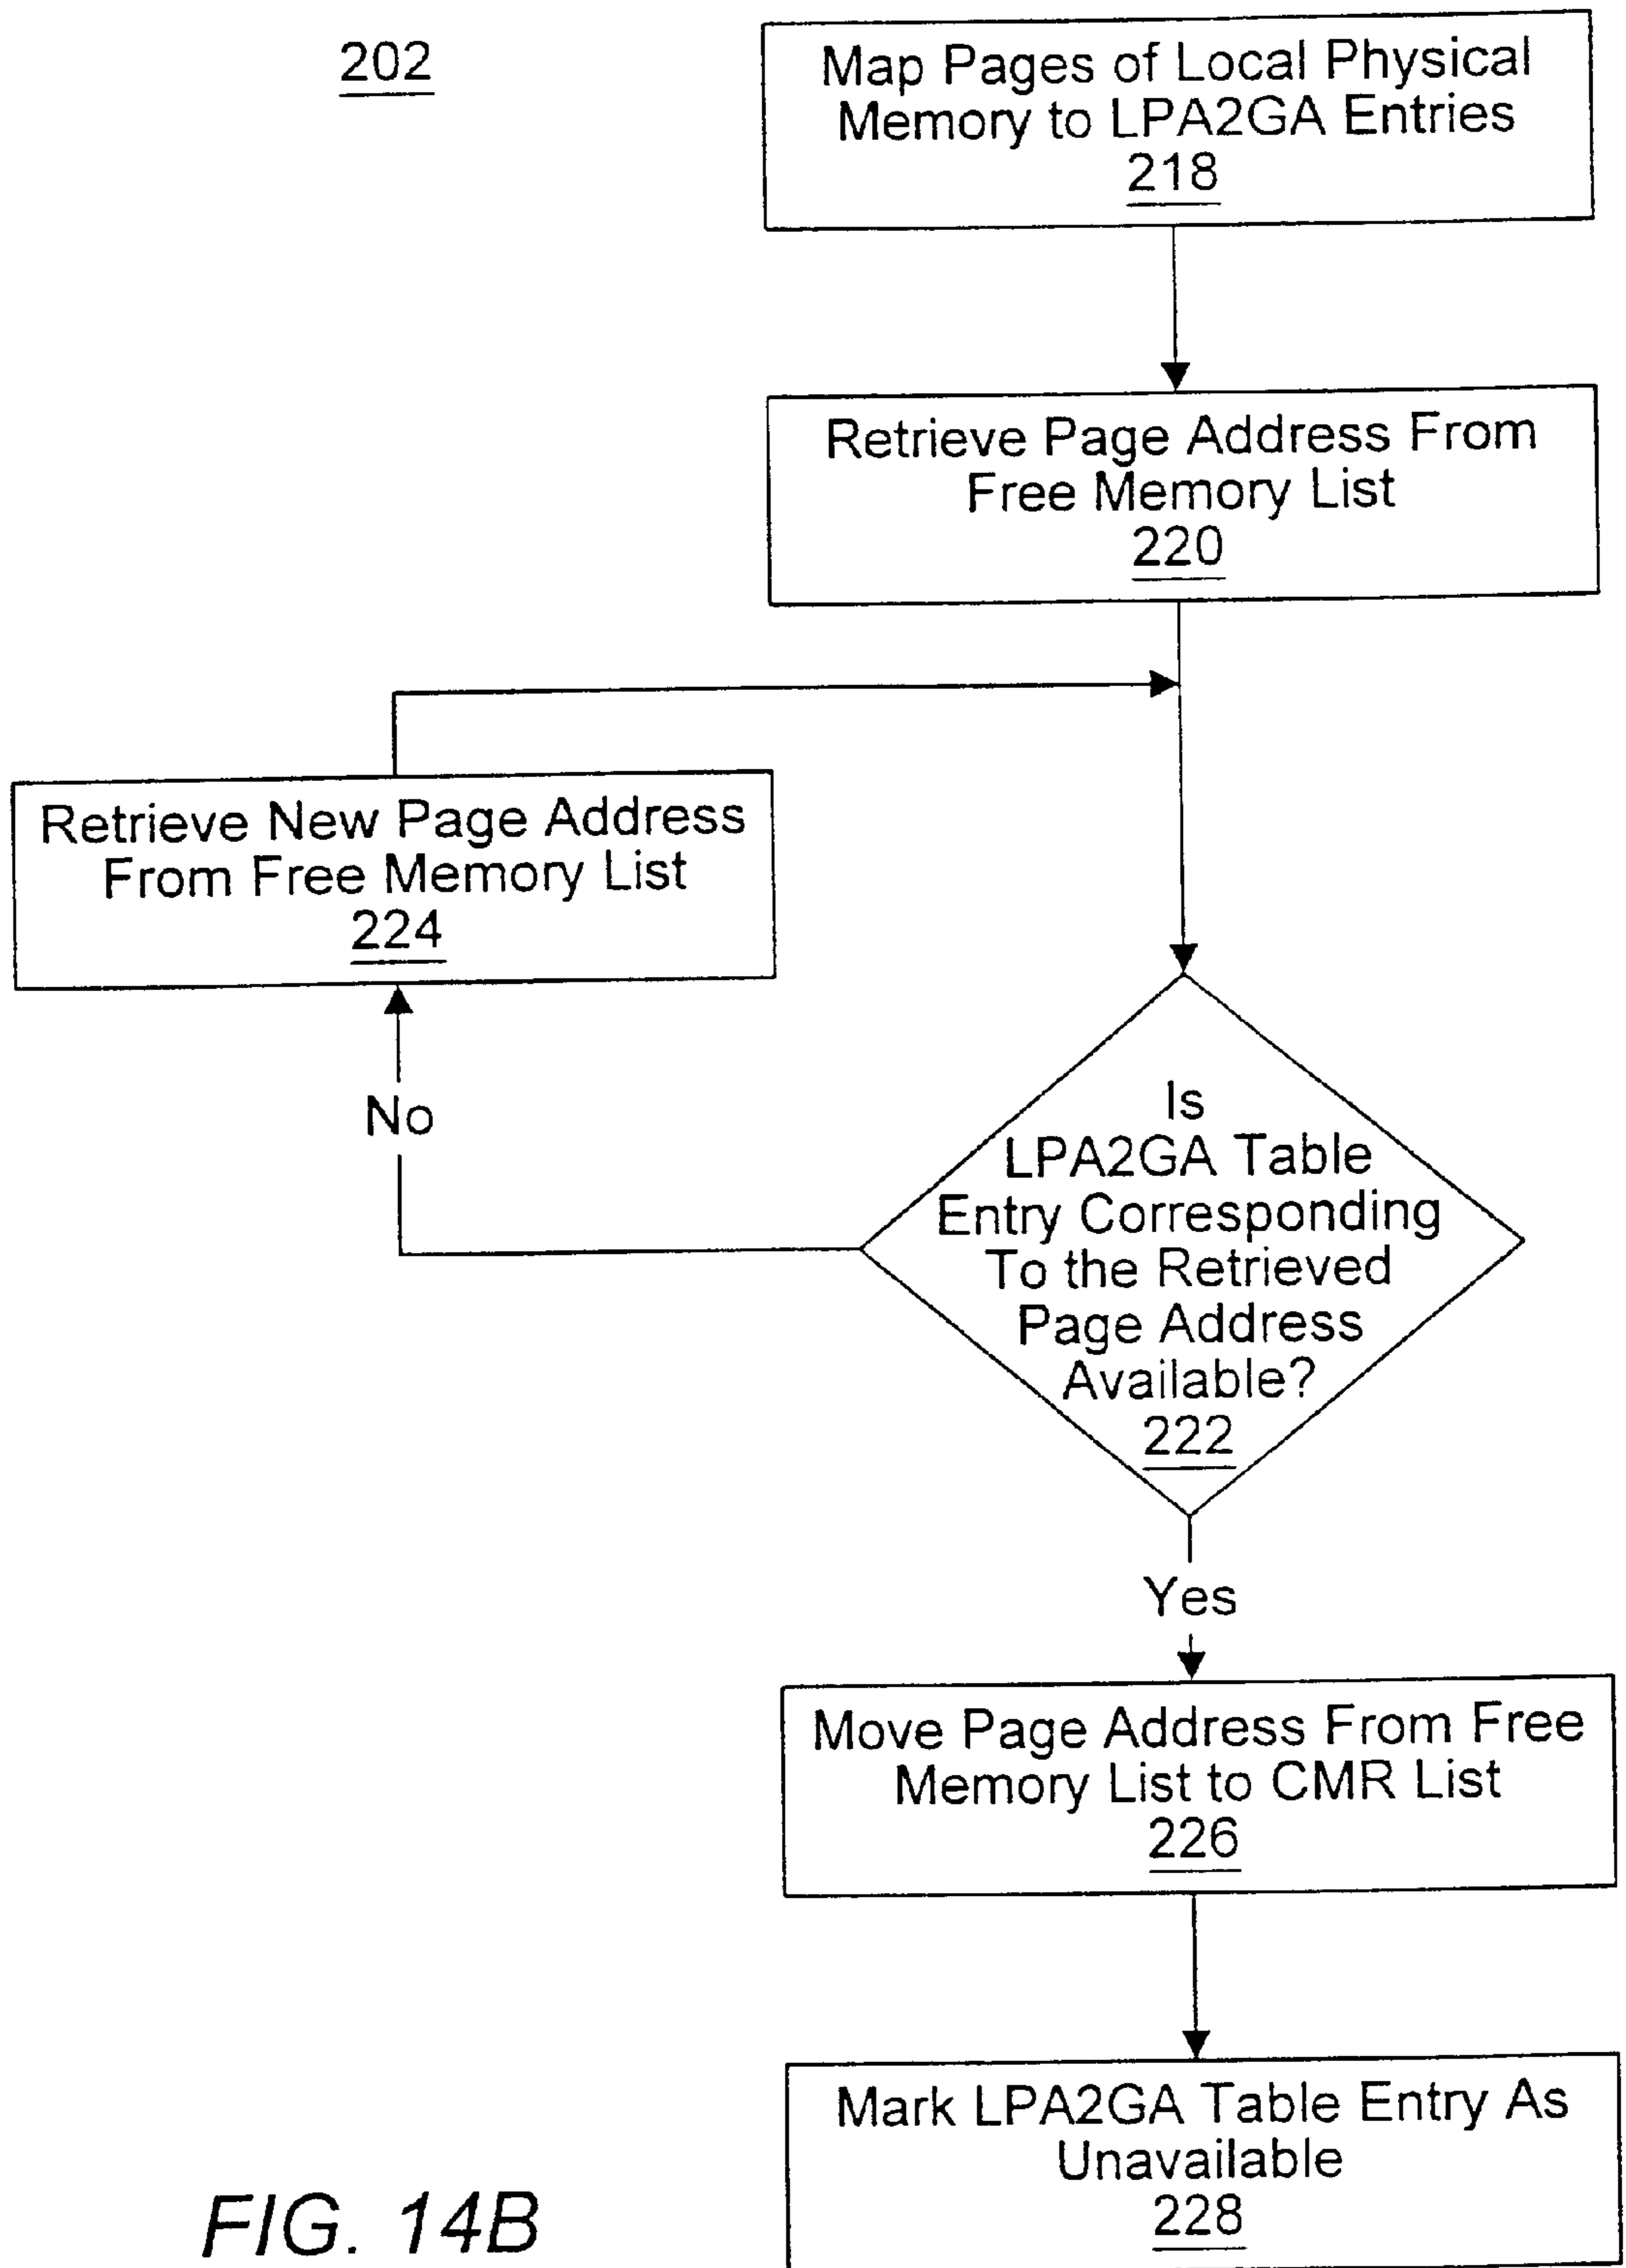 202
Map Pages of Local Physical
Memory to LPA2GA Entries
218
Retrieve Page Address From
Free Memory List
220
Retrieve New Page Address
From Free Memory List
224
No
Is
LPA2GA Table
Entry Corresponding
To the Retrieved
Page Address
Available?
222
Yes
Move Page Address From Free
Memory List to CMR List
226
Mark LPA2GA Table Entry As
Unavailable
228
FIG. 14B